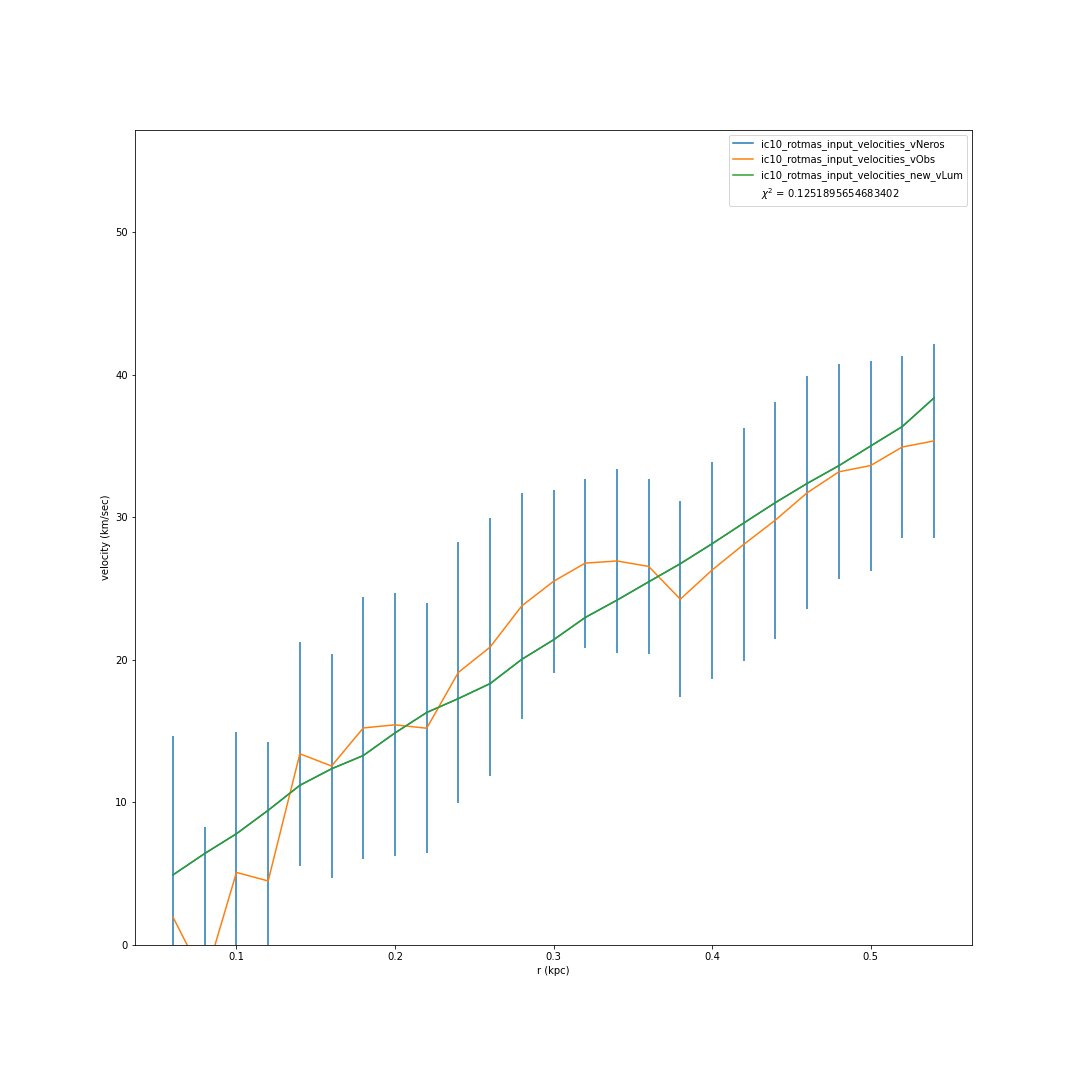 ic10_rotmas_input_velocities_vNeros
ic10_rotmas_input_velocities_vObs
ic10_rotmas_input_velocities_new_vLum
χ² = 0.1251895654683402
50
40
30
20
10
0
velocity (km/sec)
0.1 0.2 0.3 0.4 0.5
r (kpc)